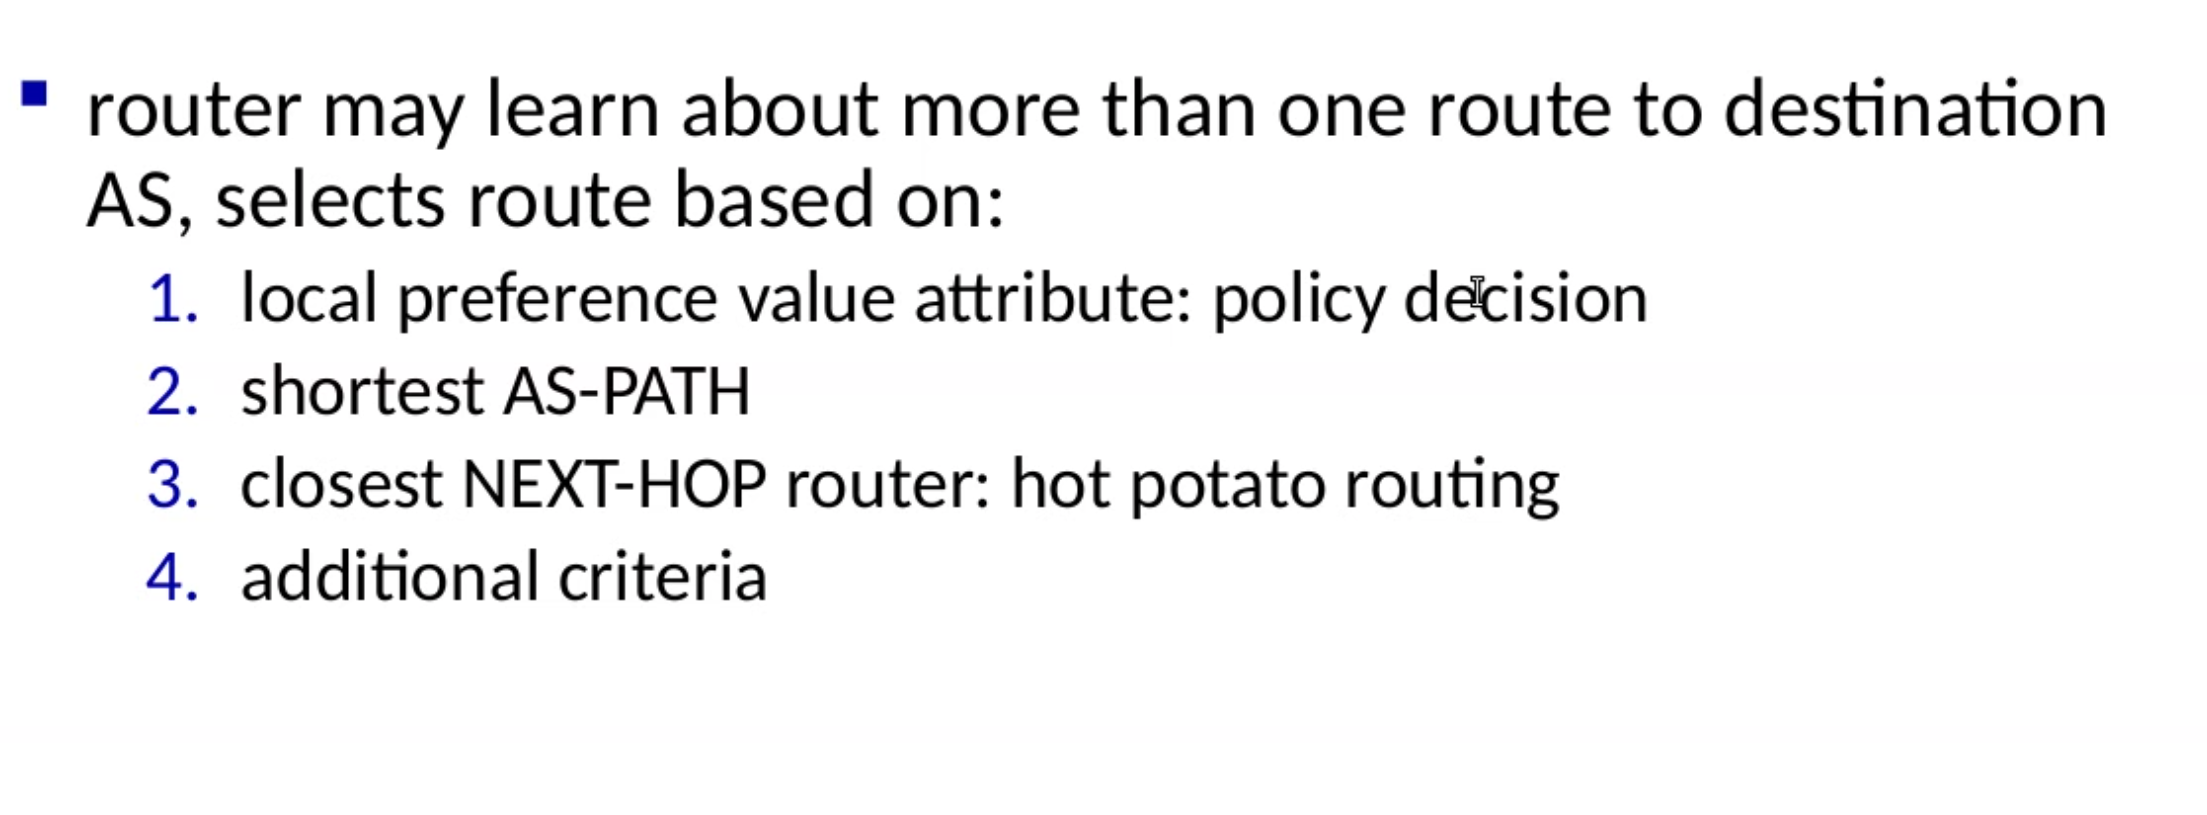 router may learn about more than one route to destination
AS, selects route based on:
1. local preference value attribute: policy decision
2. shortest AS-PATH
3. closest NEXT-HOP router: hot potato routing
4. additional criteria